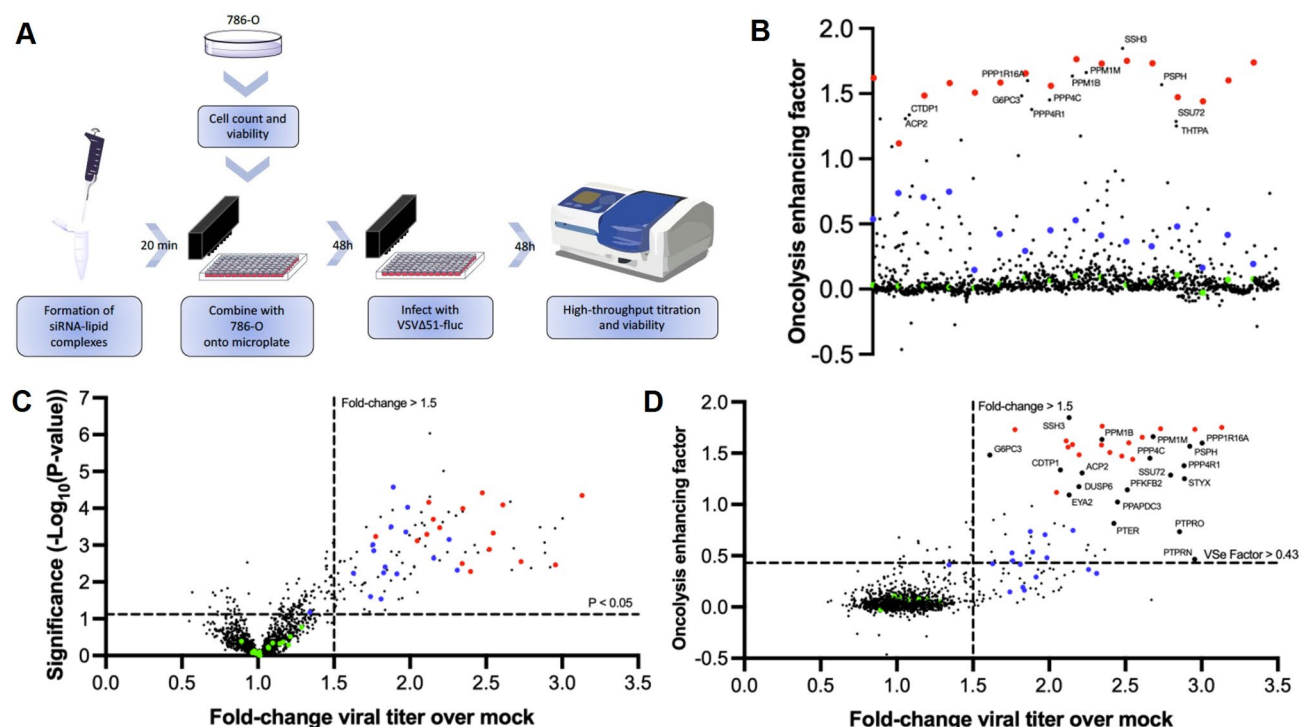 A
786-O
Cell count and
viability
20 min
48h
48h
Formation of
siRNA-lipid
complexes
Combine with
786-O
onto microplate
Infect with
VSVΔ51-fluc
High-throughput titration
and viability
B
Oncolysis enhancing factor
2.0
1.5
1.0
0.5
0.0
-0.5
SSH3
PPP1R16A
PPM1M
PPM1B
PSPH
G6PC3
PPP4C
PPP4R1
CTDP1
ACP2
SSU72
THTPA
C
Significance (-Log10(P-value))
7
6
5
4
3
2
1
0
Fold-change > 1.5
P < 0.05
0.0
0.5
1.0
1.5
2.0
2.5
3.0
3.5
Fold-change viral titer over mock
D
Oncolysis enhancing factor
2.0
1.5
1.0
0.5
0.0
-0.5
Fold-change > 1.5
SSH3
PPM1B
PPM1M
PPP1R16A
G6PC3
PPP4C
PSPH
CDTP1
ACP2
SSU72
PPP4R1
DUSP6
PFKFB2
STYX
EYA2
PPAPDC3
PTER
PTPRO
PTPRN
VSe Factor > 0.43
0.0
0.5
1.0
1.5
2.0
2.5
3.0
3.5
Fold-change viral titer over mock